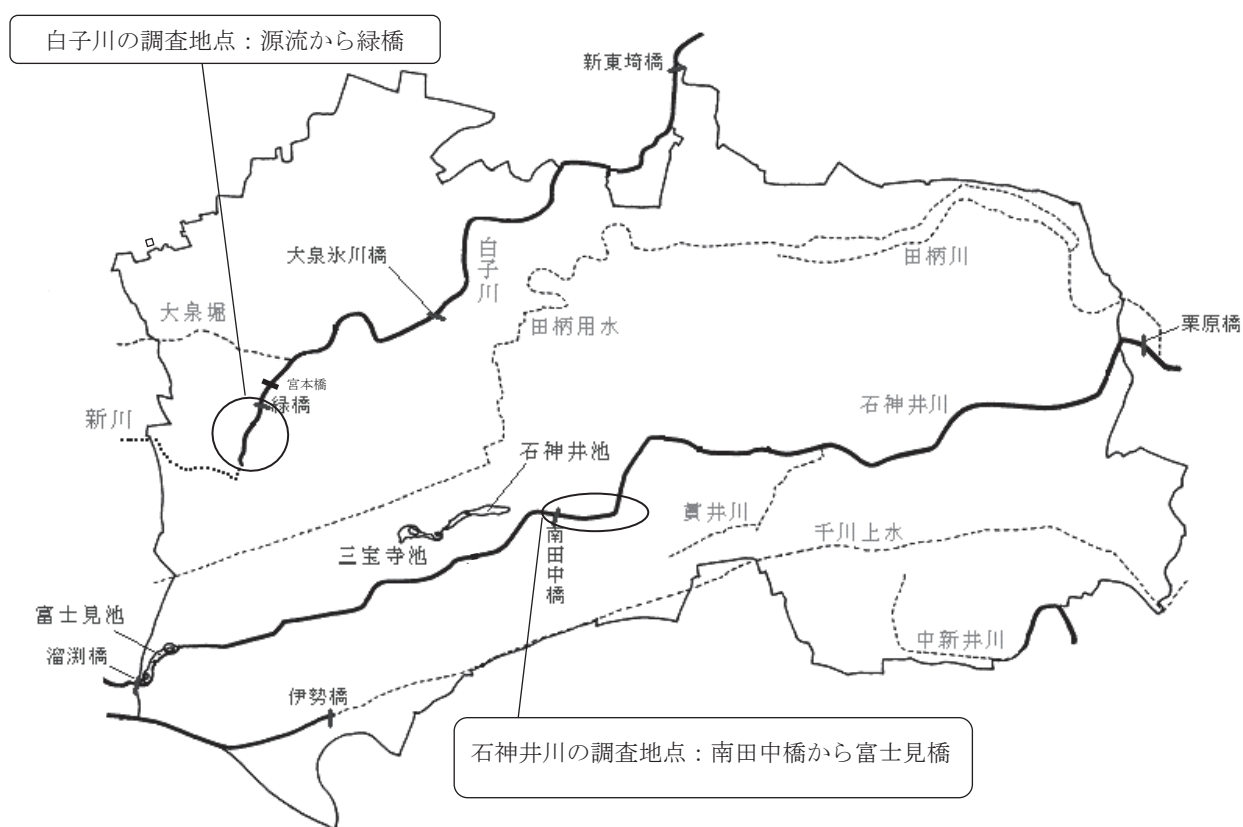 白子川の調査地点：源流から緑橋
新東埼橋
大泉氷川橋
白子川
田柄川
大泉堀
田柄用水
栗原橋
宮本橋
緑橋
石神井川
新川
石神井池
貫井川
千川上水
三宝寺池
南田中橋
富士見池
中新井川
溜渕橋
伊勢橋
石神井川の調査地点：南田中橋から富士見橋